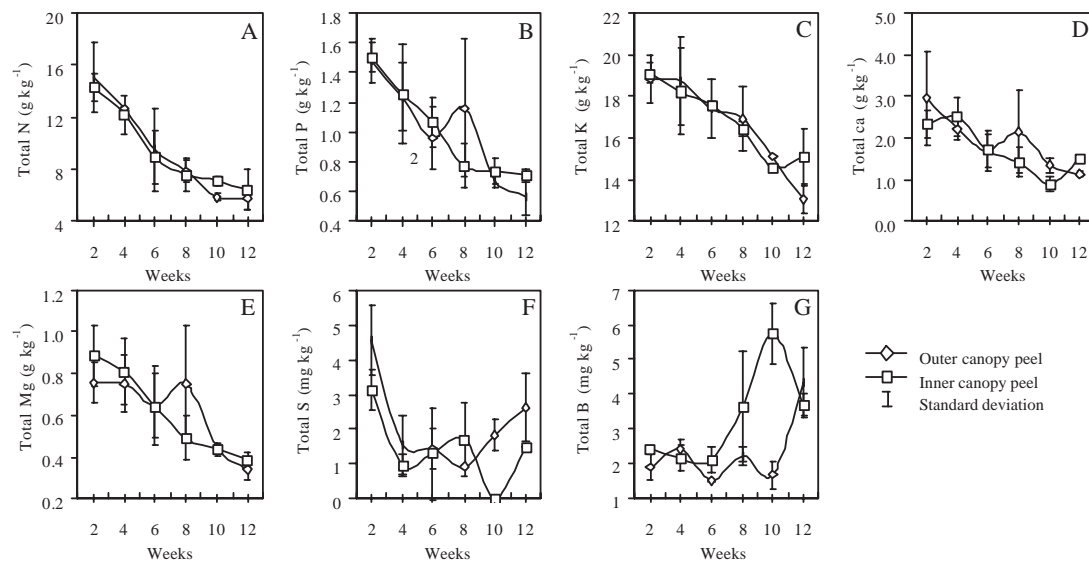 A
Total N (g kg-1)
20
16
12
8
4
2 4 6 8 10 12
Weeks
B
Total P (g kg-1)
1.8
1.6
1.4
1.2
1.0
0.8
0.6
0.4
2
2 4 6 8 10 12
Weeks
C
Total K (g kg-1)
22
20
18
16
14
12
2 4 6 8 10 12
Weeks
D
Total ca (g kg-1)
5.0
4.0
3.0
2.0
1.0
0.0
2 4 6 8 10 12
Weeks
E
Total Mg (g kg-1)
1.2
1.0
0.8
0.6
0.4
0.2
2 4 6 8 10 12
Weeks
F
Total S (mg kg-1)
6
5
4
3
2
1
0
2 4 6 8 10 12
Weeks
G
Total B (mg kg-1)
7
6
5
4
3
2
1
2 4 6 8 10 12
Weeks
Outer canopy peel
Inner canopy peel
Standard deviation